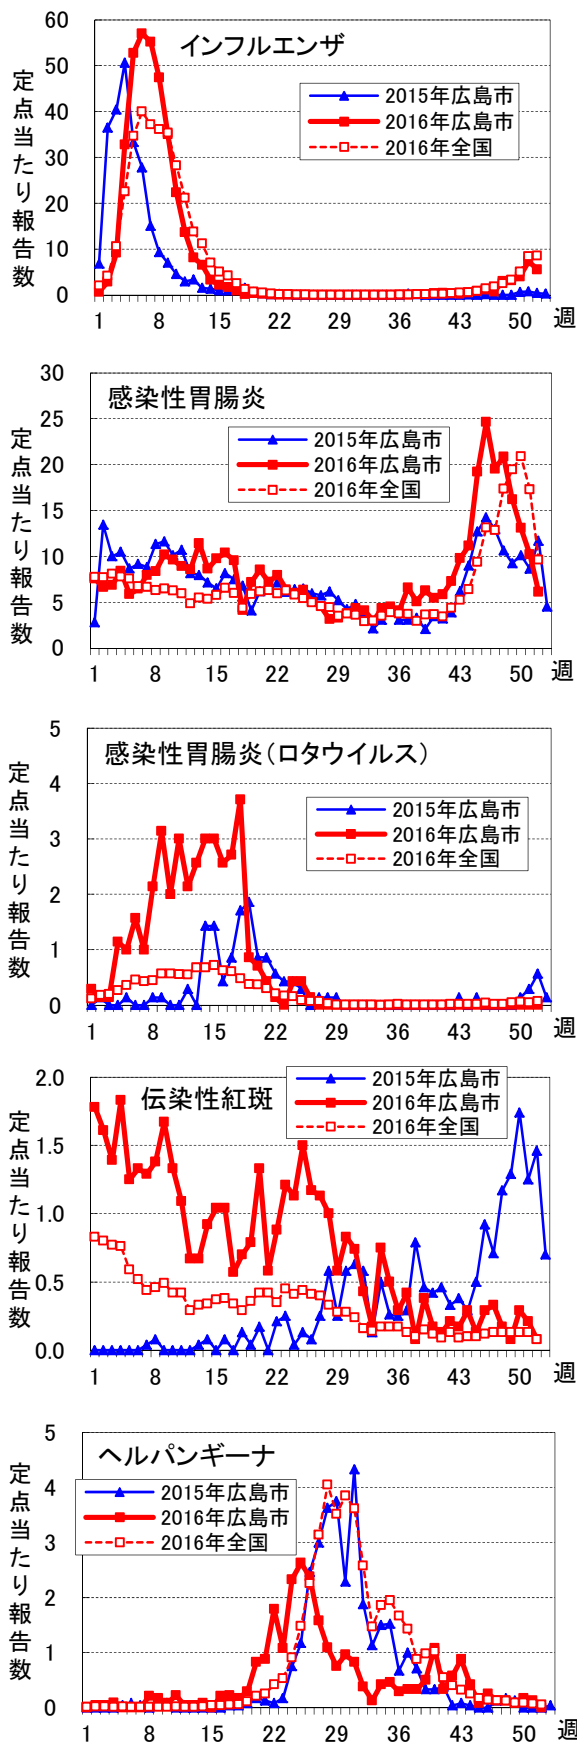 インフルエンザ
定点当たり報告数
60
50
40
30
20
10
0
2015年広島市
2016年広島市
2016年全国
1 8 15 22 29 36 43 50 週
感染性胃腸炎
定点当たり報告数
30
25
20
15
10
5
0
2015年広島市
2016年広島市
2016年全国
1 8 15 22 29 36 43 50 週
感染性胃腸炎(ロタウイルス)
定点当たり報告数
5
4
3
2
1
0
2015年広島市
2016年広島市
2016年全国
1 8 15 22 29 36 43 50 週
伝染性紅斑
定点当たり報告数
2.0
1.5
1.0
0.5
0.0
2015年広島市
2016年広島市
2016年全国
1 8 15 22 29 36 43 50 週
ヘルパンギーナ
定点当たり報告数
5
4
3
2
1
0
2015年広島市
2016年広島市
2016年全国
1 8 15 22 29 36 43 50 週